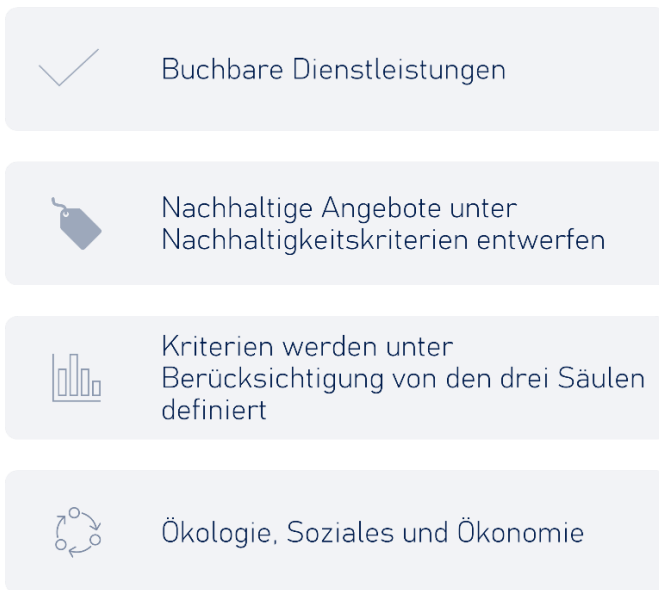 Buchbare Dienstleistungen
Nachhaltige Angebote unter
Nachhaltigkeitskriterien entwerfen
Kriterien werden unter
Berücksichtigung von den drei Säulen
definiert
Ökologie, Soziales und Ökonomie